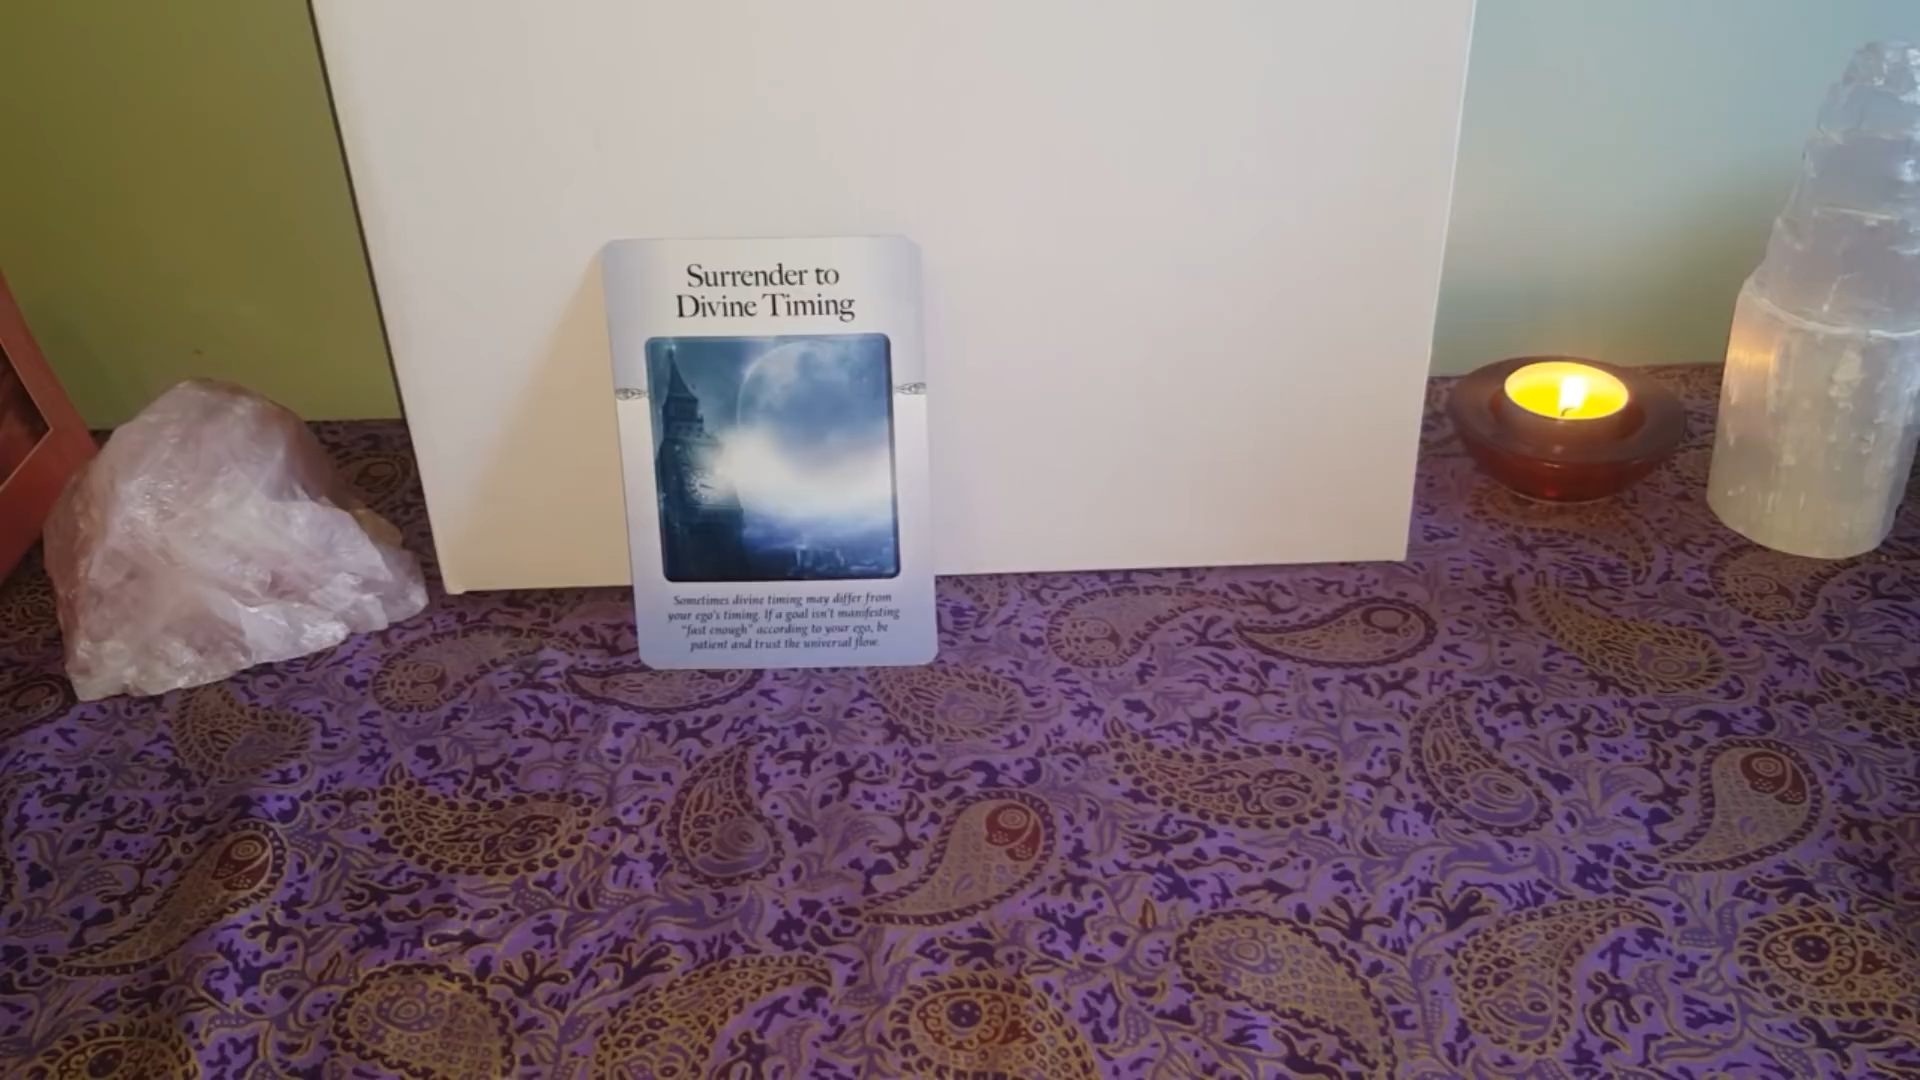 Surrender to
Divine Timing
Sometimes divine timing may differ from
your ego's timing. If a goal isn't manifesting
"fast enough" according to your ego, be
patient and trust the universal flow.